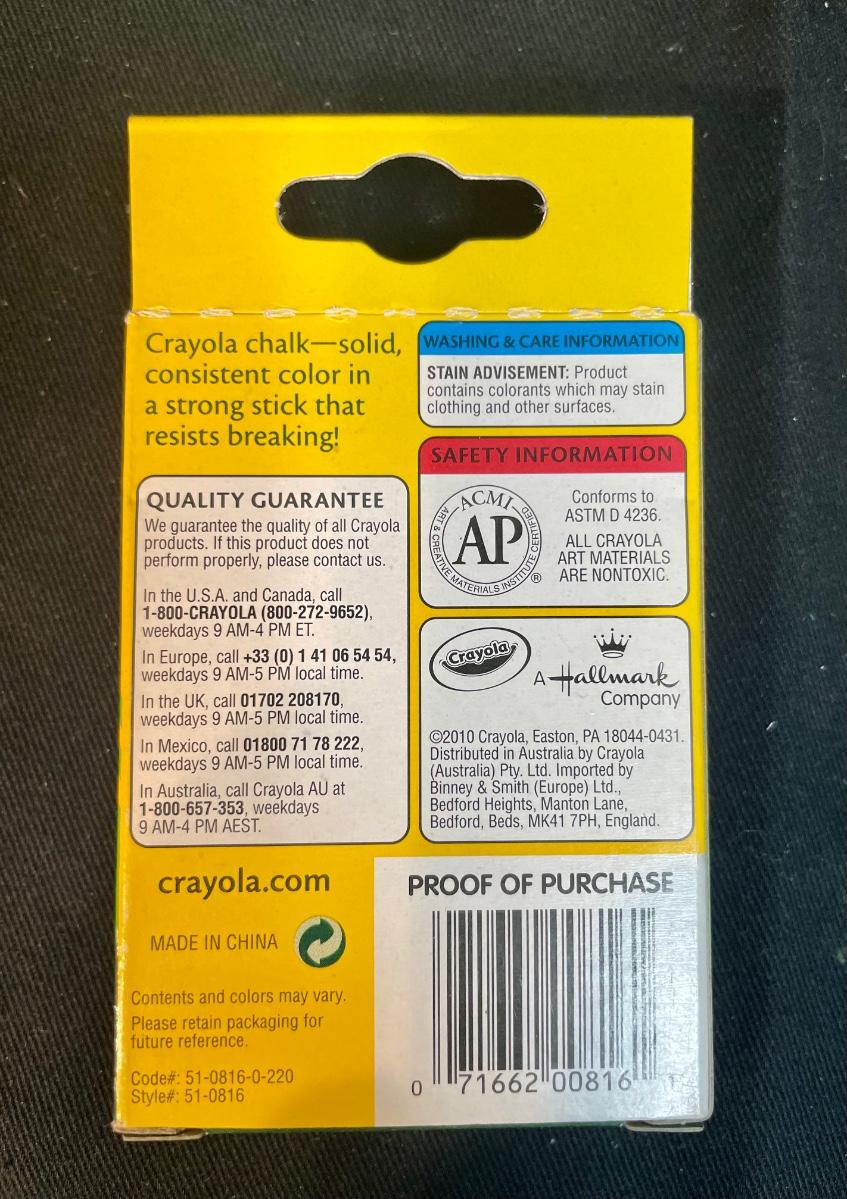 Crayola chalk—solid,
consistent color in
a strong stick that
resists breaking!
QUALITY GUARANTEE
We guarantee the quality of all Crayola
products. If this product does not
perform properly, please contact us.
In the U.S.A. and Canada, call
1-800-CRAYOLA (800-272-9652),
weekdays 9 AM-4 PM ET.
In Europe, call +33 (0) 1 41 06 54 54,
weekdays 9 AM-5 PM local time.
In the UK, call 01702 208170,
weekdays 9 AM-5 PM local time.
In Mexico, call 01800 71 78 222,
weekdays 9 AM-5 PM local time.
In Australia, call Crayola AU at
1-800-657-353, weekdays
9 AM-4 PM AEST.
WASHING & CARE INFORMATION
STAIN ADVISEMENT: Product
contains colorants which may stain
clothing and other surfaces.
SAFETY INFORMATION
ACMI
AP
ART & CREATIVE MATERIALS INSTITUTE CERTIFIED
®
Conforms to
ASTM D 4236.
ALL CRAYOLA
ART MATERIALS
ARE NONTOXIC.
Crayola
A Hallmark
Company
©2010 Crayola, Easton, PA 18044-0431.
Distributed in Australia by Crayola
(Australia) Pty. Ltd. Imported by
Binney & Smith (Europe) Ltd.,
Bedford Heights, Manton Lane,
Bedford, Beds, MK41 7PH, England.
crayola.com
MADE IN CHINA
Contents and colors may vary.
Please retain packaging for
future reference.
Code#: 51-0816-0-220
Style#: 51-0816
PROOF OF PURCHASE
0 71662 00816 1